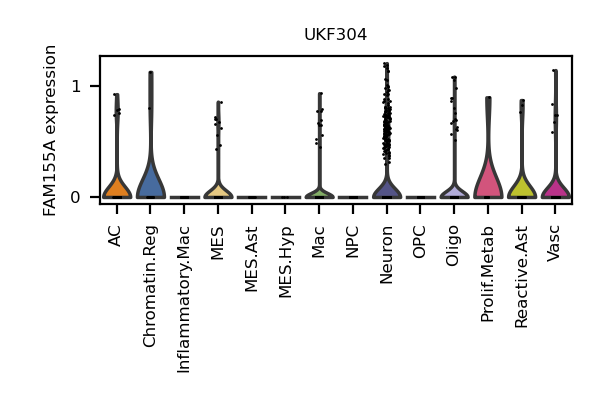 UKF304
FAM155A expression
1
0
AC
Chromatin.Reg
Inflammatory.Mac
MES
MES.Ast
MES.Hyp
Mac
NPC
Neuron
OPC
Oligo
Prolif.Metab
Reactive.Ast
Vasc